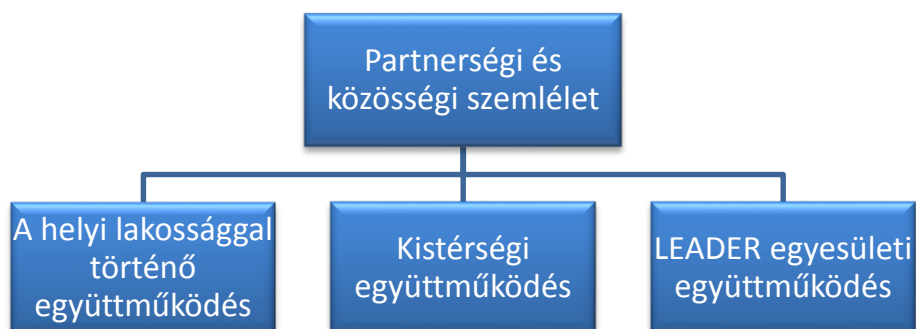 Partnerségi és
közösségi szemlélet
A helyi lakossággal
történő
együttműködés
Kistérségi
együttműködés
LEADER egyesületi
együttműködés